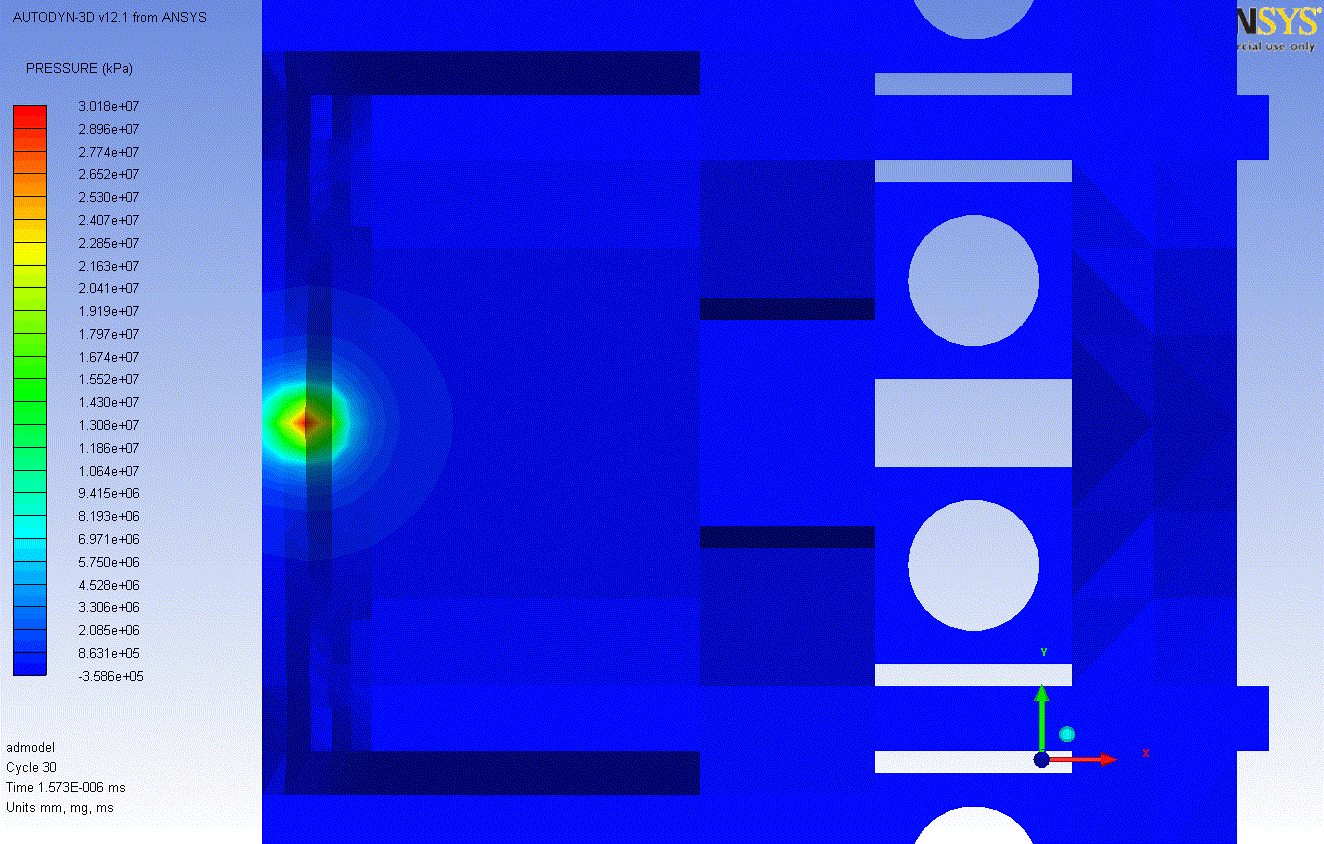 AUTODYN-3D v12.1 from ANSYS
NSYS
rcial use only
PRESSURE (kPa)
3.018e+07
2.896e+07
2.774e+07
2.652e+07
2.530e+07
2.407e+07
2.285e+07
2.163e+07
2.041e+07
1.919e+07
1.797e+07
1.674e+07
1.552e+07
1.430e+07
1.308e+07
1.186e+07
1.064e+07
9.415e+06
8.193e+06
6.971e+06
5.750e+06
4.528e+06
3.306e+06
2.085e+06
8.631e+05
-3.586e+05
Y
X
admodel
Cycle 30
Time 1.573E-006 ms
Units mm, mg, ms